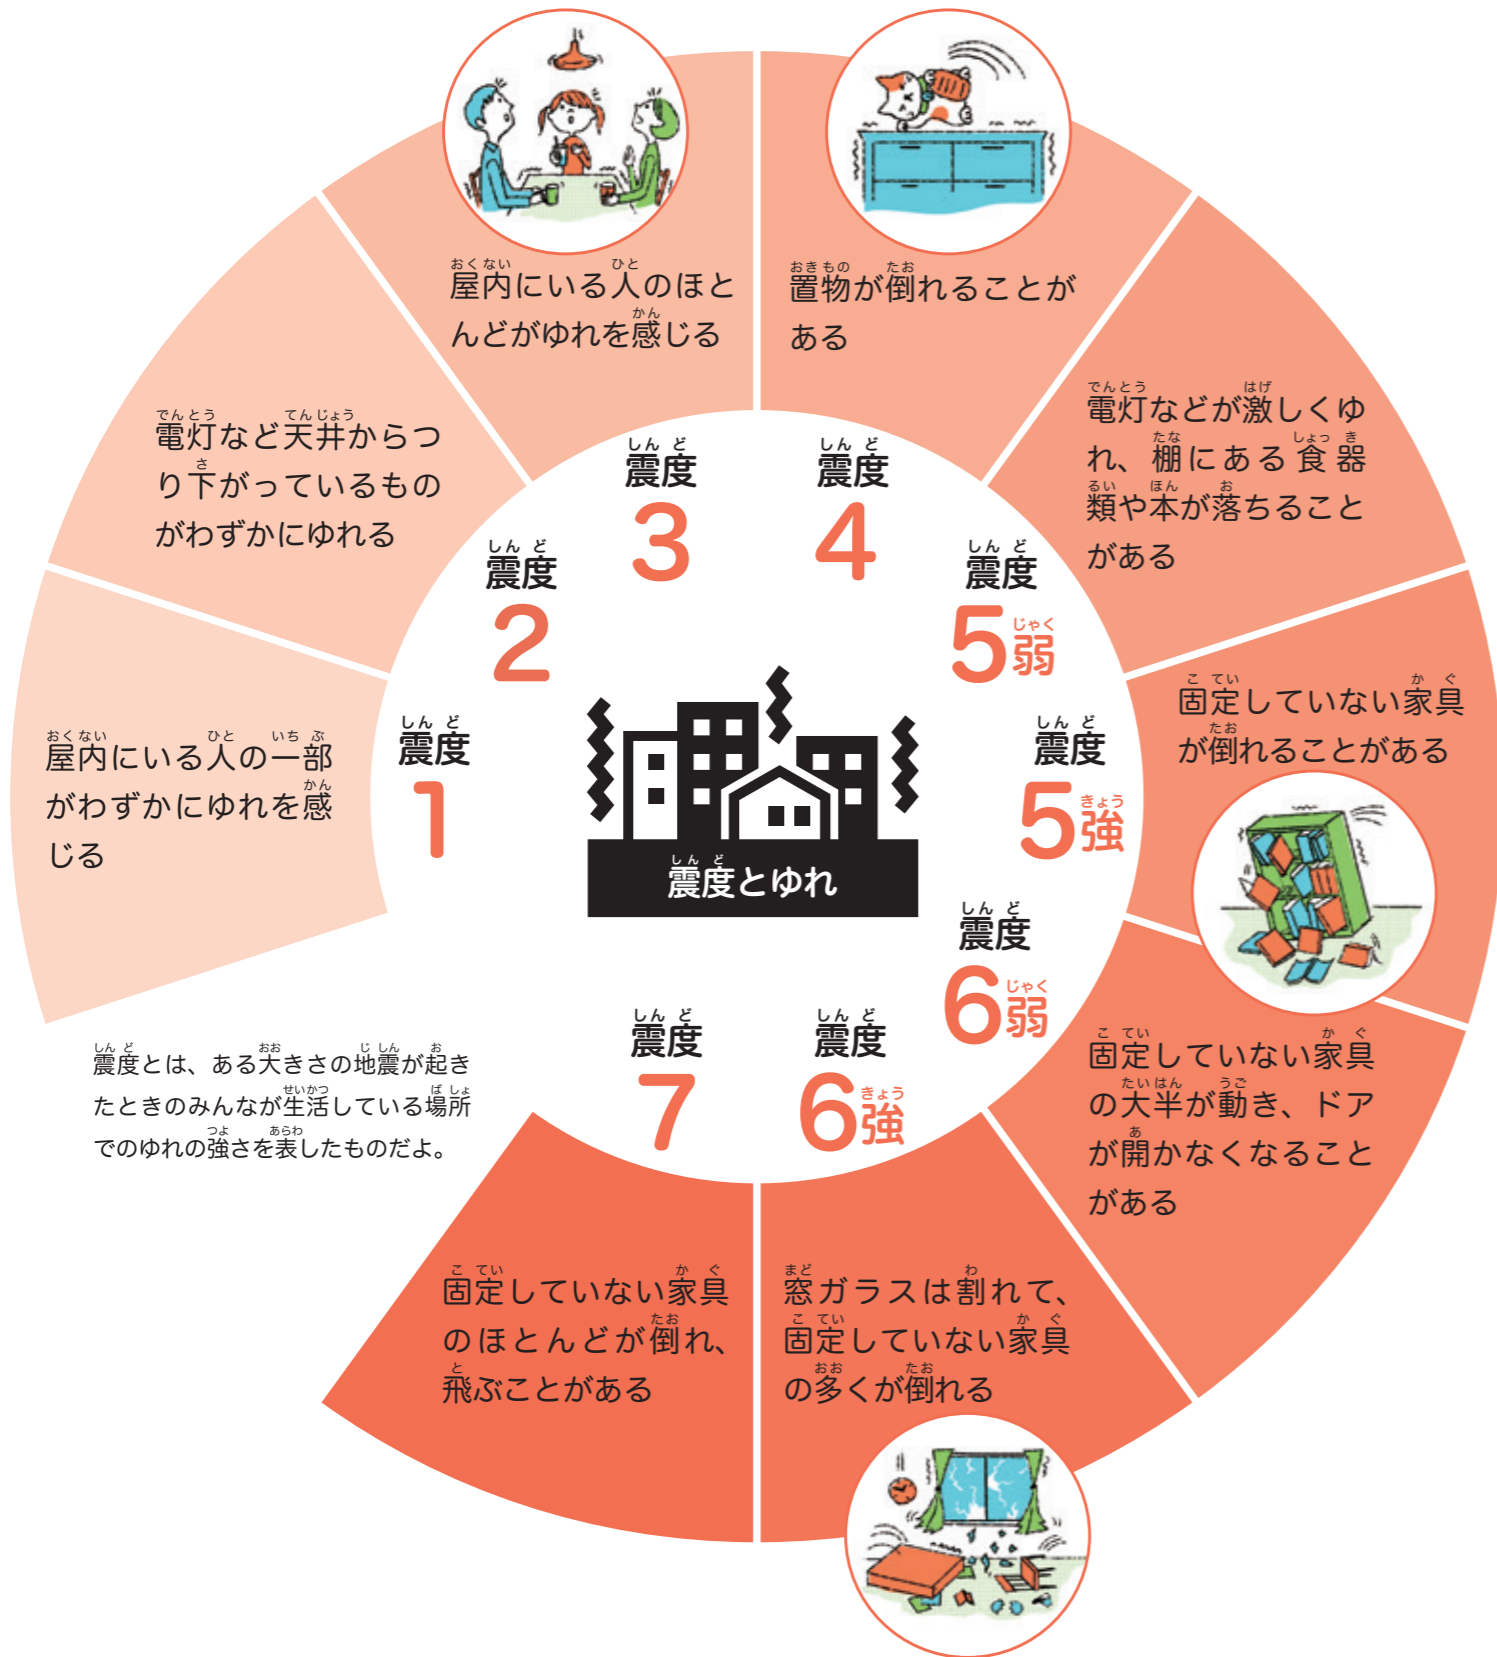 震度とゆれ
震度
1
屋内にいる人の一部
がわずかにゆれを感
じる
震度
2
電灯など天井からつ
り下がっているもの
がわずかにゆれる
震度
3
屋内にいる人のほと
んどがゆれを感じる
震度
4
置物が倒れることが
ある
震度
5弱
電灯などが激しくゆ
れ、棚にある食器
類や本が落ちること
がある
震度
5強
固定していない家具
が倒れることがある
震度
6弱
固定していない家具
の大半が動き、ドア
が開かなくなること
がある
震度
6強
窓ガラスは割れて、
固定していない家具
の多くが倒れる
震度
7
固定していない家具
のほとんどが倒れ、
飛ぶことがある
震度とは、ある大きさの地震が起き
たときのみんなが生活している場所
でのゆれの強さを表したものだよ。